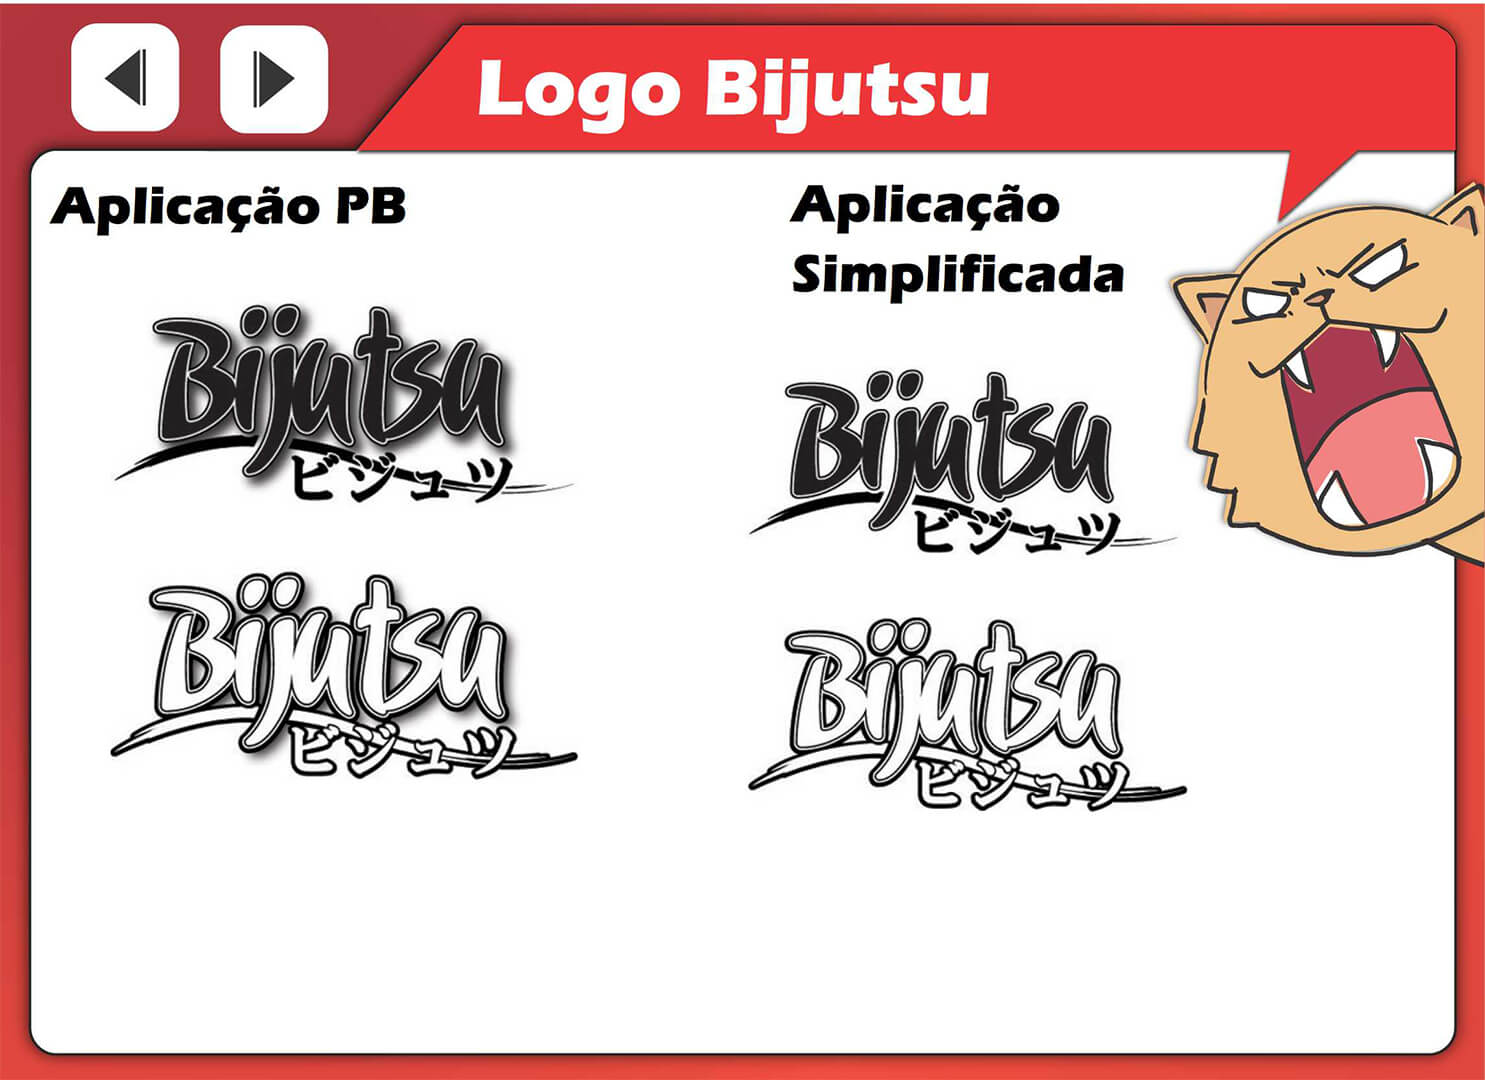 Logo Bijutsu
Aplicação PB
Bijutsu
ビジュツ
Bijutsu
ビジュツ
Aplicação
Simplificada
Bijutsu
ビジュツ
Bijutsu
ビジュツ